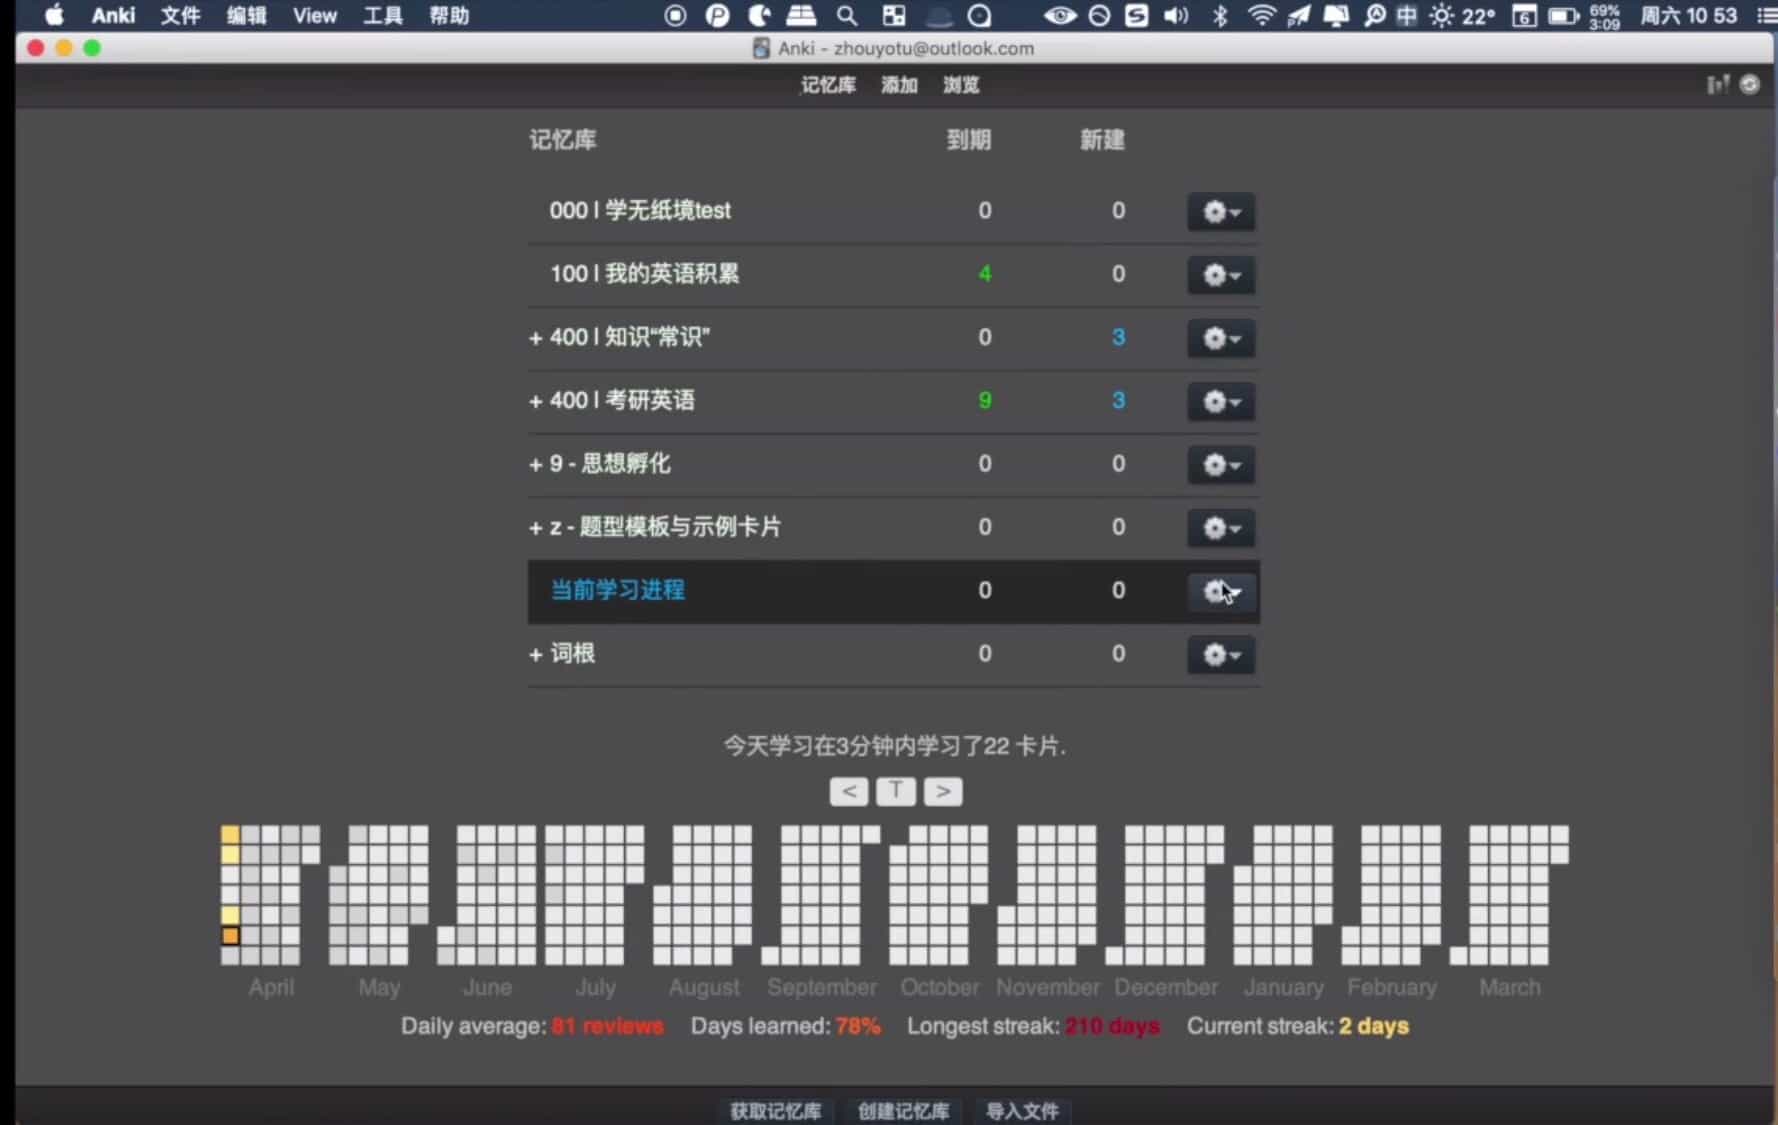 Anki 文件 编辑 View 工具 帮助 中 22° 6 69% 3:09 周六 10 53
Anki - zhouyotu@outlook.com
记忆库 添加 浏览
记忆库 到期 新建
000 | 学无纸境test 0 0
100 | 我的英语积累 4 0
+ 400 | 知识“常识” 0 3
+ 400 | 考研英语 9 3
+ 9 - 思想孵化 0 0
+ z - 题型模板与示例卡片 0 0
当前学习进程 0 0
+ 词根 0 0
今天学习在3分钟内学习了22 卡片.
< T >
April May June July August September October November December January February March
Daily average: 81 reviews Days learned: 78% Longest streak: 210 days Current streak: 2 days
获取记忆库 创建记忆库 导入文件